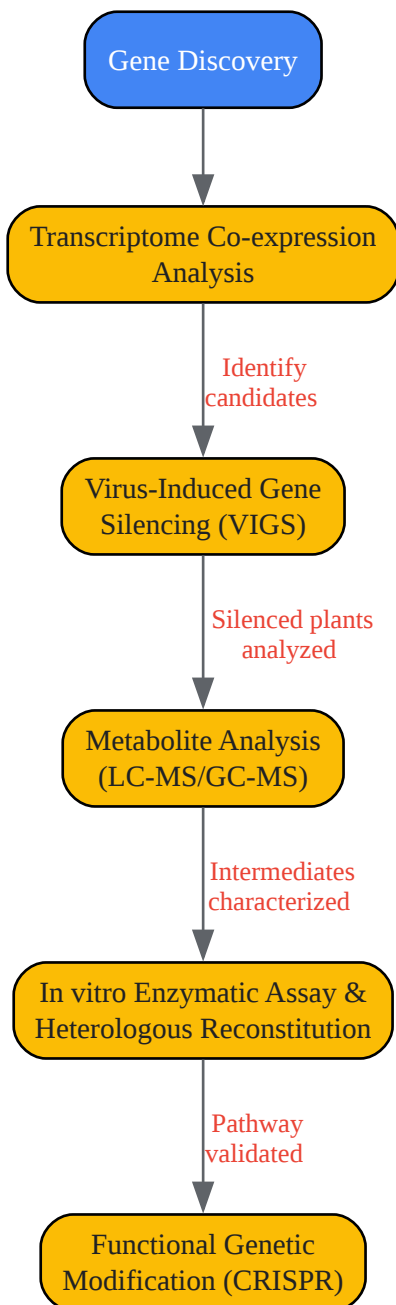 Gene Discovery
Transcriptome Co-expression
Analysis
Identify
candidates
Virus-Induced Gene
Silencing (VIGS)
Silenced plants
analyzed
Metabolite Analysis
(LC-MS/GC-MS)
Intermediates
characterized
In vitro Enzymatic Assay &
Heterologous Reconstitution
Pathway
validated
Functional Genetic
Modification (CRISPR)